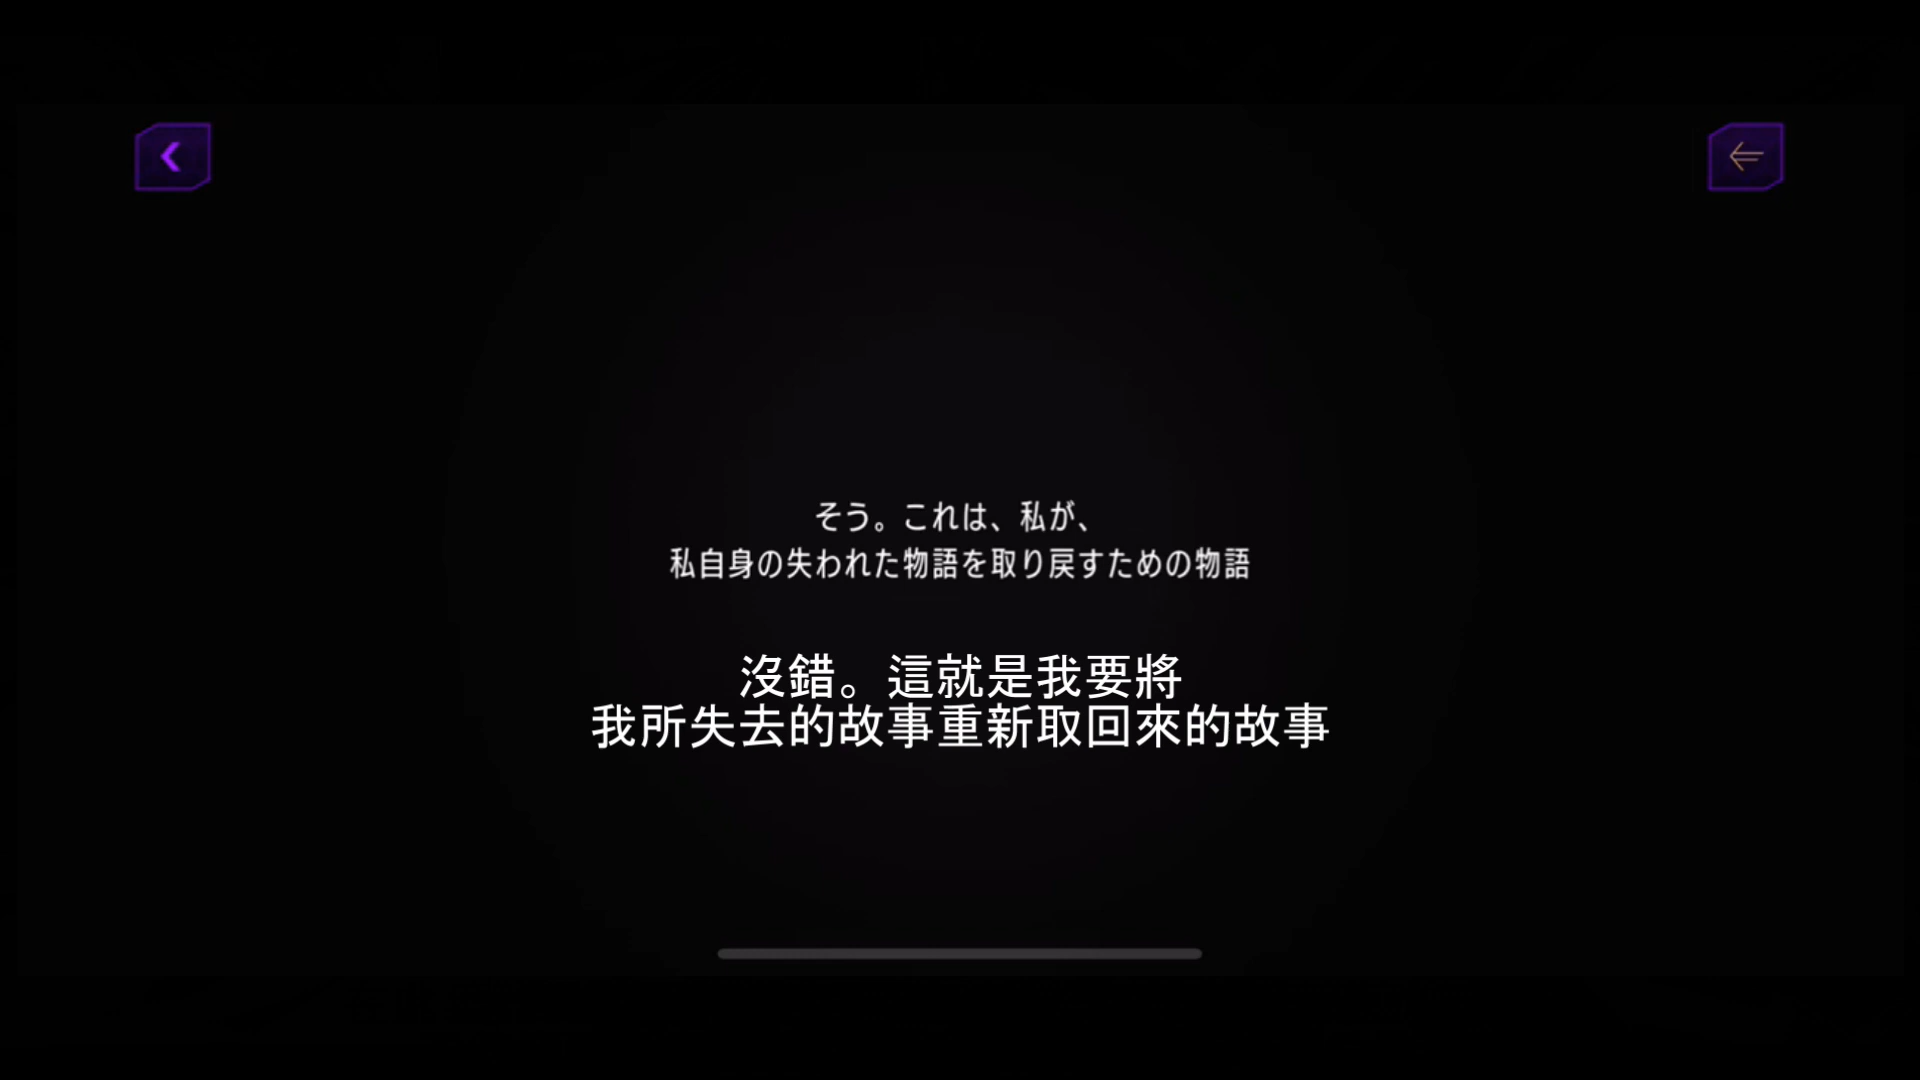 そう。これは、私が、
私自身の失われた物語を取り戻すための物語
沒錯。這就是我要將
我所失去的故事重新取回來的故事